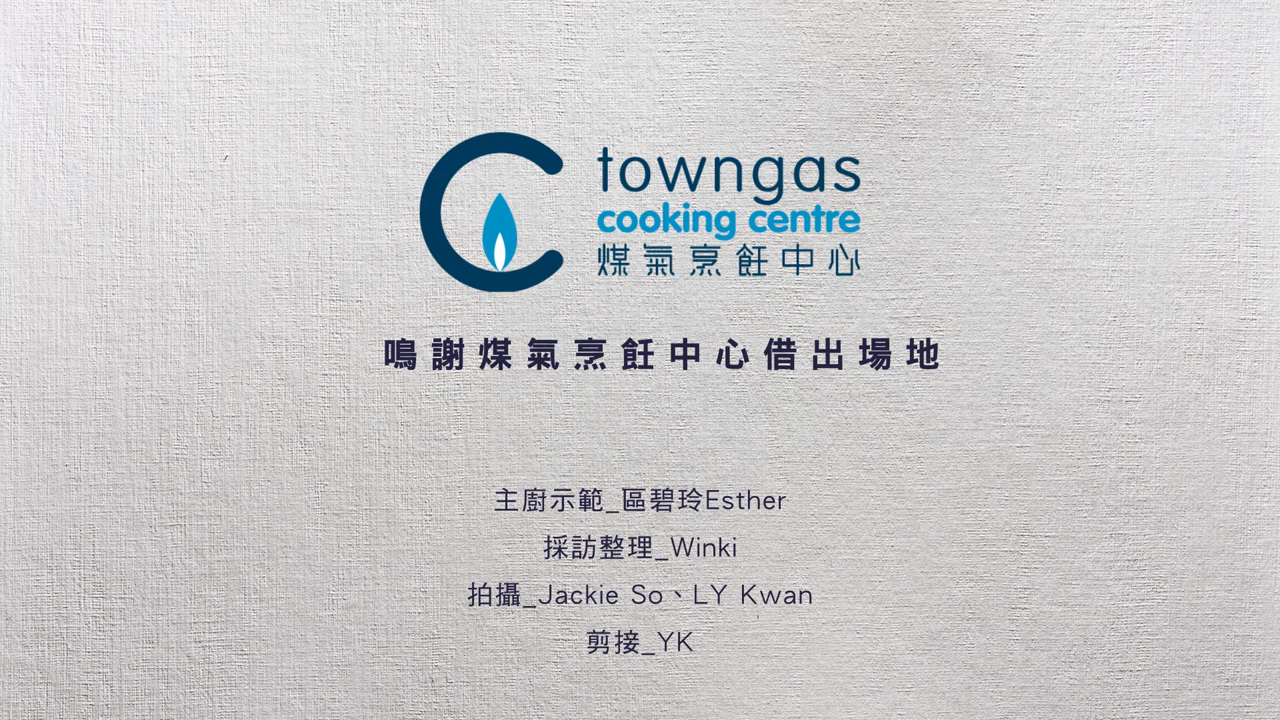 towngas
cooking centre
煤氣烹飪中心
鳴謝煤氣烹飪中心借出場地
主廚示範_區碧玲Esther
採訪整理_Winki
拍攝_Jackie So、LY Kwan
剪接_YK